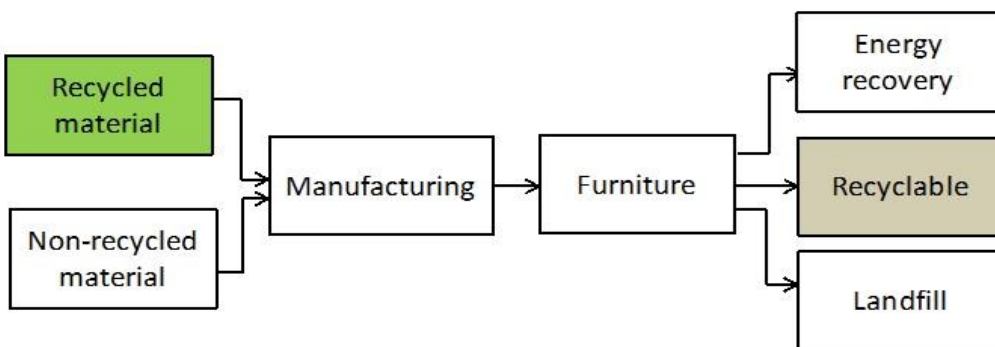 Recycled
material
Non-recycled
material
Manufacturing
Furniture
Energy
recovery
Recyclable
Landfill